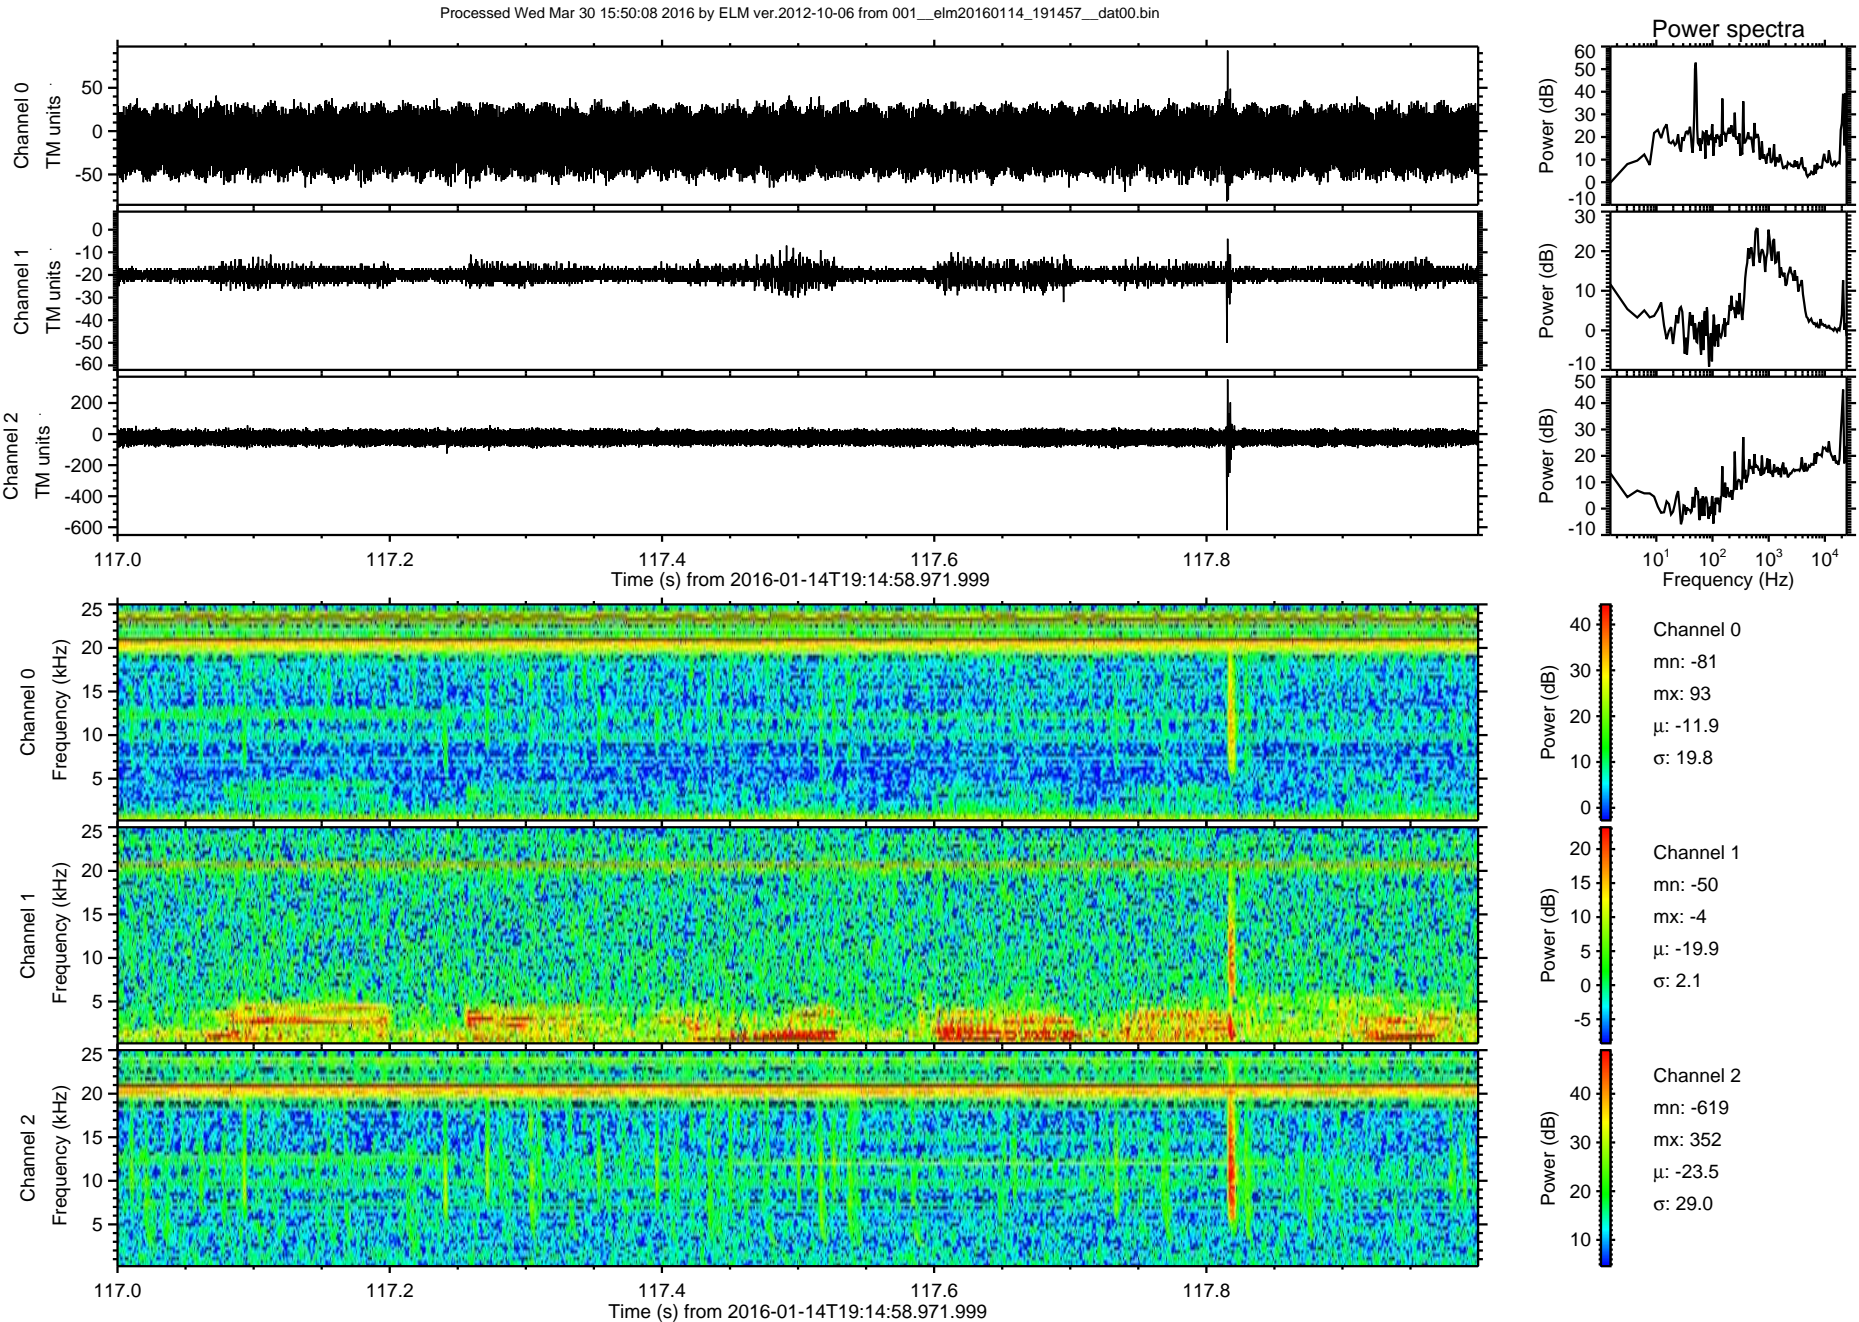 Processed Wed Mar 30 15:50:08 2016 by ELM ver.2012-10-06 from 001__elm20160114_191457__dat00.bin
Power spectra
Channel 0
TM units
50
0
-50
Power (dB)
60
50
40
30
20
10
0
-10
Channel 1
TM units
0
-10
-20
-30
-40
-50
-60
Power (dB)
30
20
10
0
-10
Channel 2
TM units
200
0
-200
-400
-600
Power (dB)
50
40
30
20
10
0
-10
117.0 117.2 117.4 117.6 117.8
Time (s) from 2016-01-14T19:14:58.971.999
10¹ 10² 10³ 10⁴
Frequency (Hz)
Channel 0
Frequency (kHz)
25
20
15
10
5
Power (dB)
40
30
20
10
0
Channel 0
mn: -81
mx: 93
µ: -11.9
σ: 19.8
Channel 1
Frequency (kHz)
25
20
15
10
5
Power (dB)
20
15
10
5
0
-5
Channel 1
mn: -50
mx: -4
µ: -19.9
σ: 2.1
Channel 2
Frequency (kHz)
25
20
15
10
5
Power (dB)
40
30
20
10
Channel 2
mn: -619
mx: 352
µ: -23.5
σ: 29.0
117.0 117.2 117.4 117.6 117.8
Time (s) from 2016-01-14T19:14:58.971.999